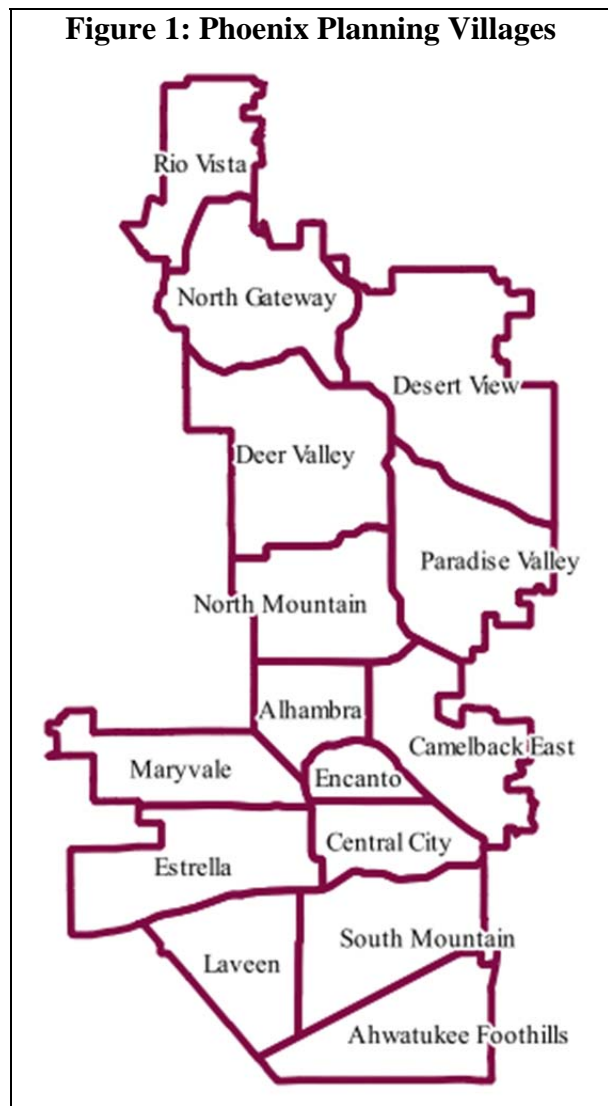 Figure 1: Phoenix Planning Villages
Rio Vista
North Gateway
Desert View
Deer Valley
Paradise Valley
North Mountain
Alhambra
Camelback East
Maryvale
Encanto
Central City
Estrella
South Mountain
Laveen
Ahwatukee Foothills